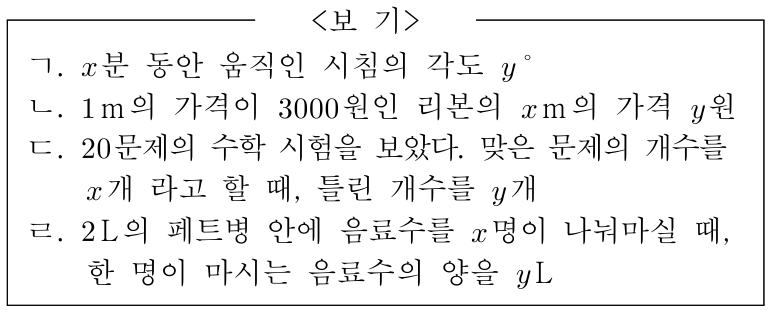 <보 기>
ㄱ. x분 동안 움직인 시침의 각도 y°
ㄴ. 1m의 가격이 3000원인 리본의 xm의 가격 y원
ㄷ. 20문제의 수학 시험을 보았다. 맞은 문제의 개수를
x개 라고 할 때, 틀린 개수를 y개
ㄹ. 2L의 페트병 안에 음료수를 x명이 나눠마실 때,
한 명이 마시는 음료수의 양을 yL